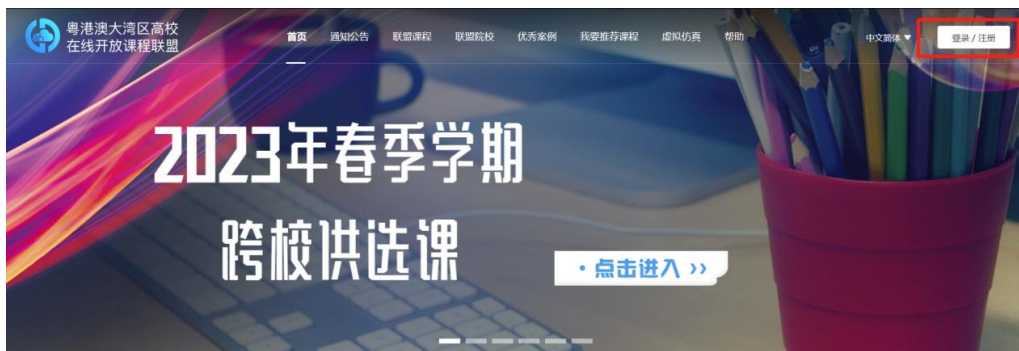 粤港澳大湾区高校
在线开放课程联盟
首页 通知公告 联盟课程 联盟院校 优秀案例 我要推荐课程 虚拟仿真 帮助 中文简体▼ 登录 / 注册
2023年春季学期
跨校供选课
·点击进入 ››